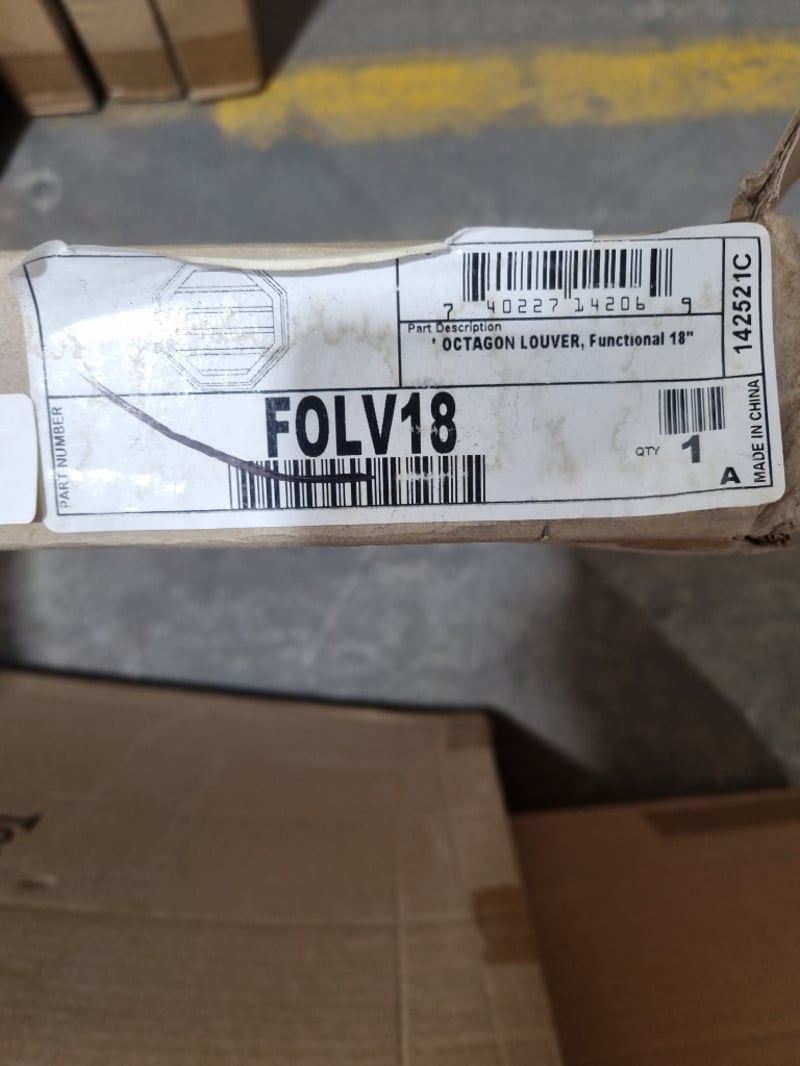 7 40227 14206 9
Part Description
OCTAGON LOUVER, Functional 18"
142521C
PART NUMBER
FOLV18
QTY 1
A
MADE IN CHINA